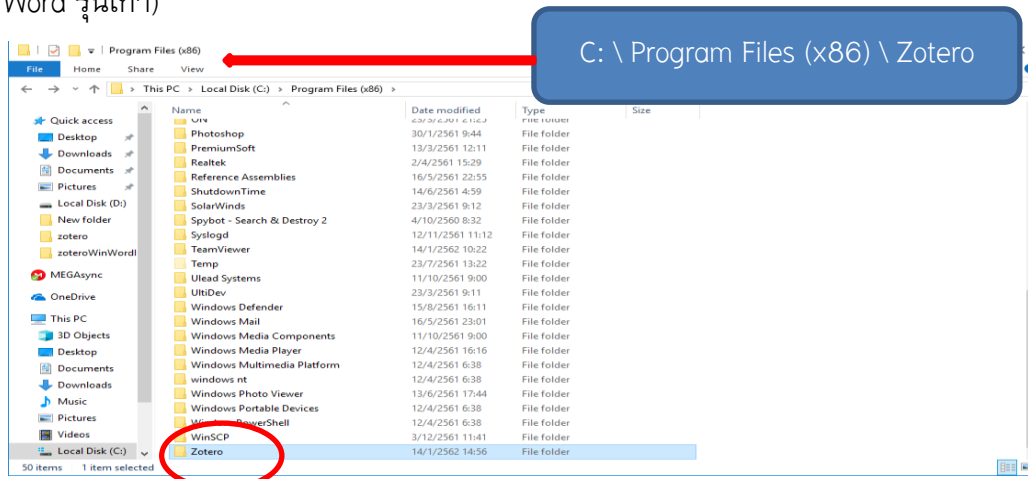 Word รุ่นเก่า)
C: \ Program Files (x86) \ Zotero
Program Files (x86)
File Home Share View
This PC > Local Disk (C:) > Program Files (x86) >
Name Date modified Type Size
Quick access
Desktop
Downloads
Documents
Pictures
Local Disk (D:)
New folder
zotero
zoteroWinWordI
MEGAsync
OneDrive
This PC
3D Objects
Desktop
Documents
Downloads
Music
Pictures
Videos
Local Disk (C:)
File folder
Photoshop 30/1/2561 9:44 File folder
PremiumSoft 13/3/2561 12:11 File folder
Realtek 2/4/2561 15:29 File folder
Reference Assemblies 16/5/2561 22:55 File folder
ShutdownTime 14/6/2561 4:59 File folder
SolarWinds 23/3/2561 9:12 File folder
Spybot - Search & Destroy 2 4/10/2560 8:32 File folder
Syslogd 12/11/2561 11:12 File folder
TeamViewer 14/1/2562 10:22 File folder
Temp 23/7/2561 13:22 File folder
Ulead Systems 11/10/2561 9:00 File folder
UltiDev 23/3/2561 9:11 File folder
Windows Defender 15/8/2561 16:11 File folder
Windows Mail 16/5/2561 23:01 File folder
Windows Media Components 11/10/2561 9:00 File folder
Windows Media Player 12/4/2561 16:16 File folder
Windows Multimedia Platform 12/4/2561 6:38 File folder
windows nt 12/4/2561 6:38 File folder
Windows Photo Viewer 13/6/2561 17:44 File folder
Windows Portable Devices 12/4/2561 6:38 File folder
WindowsPowerShell 12/4/2561 6:38 File folder
WinSCP 3/12/2561 11:41 File folder
Zotero 14/1/2562 14:56 File folder
50 items 1 item selected